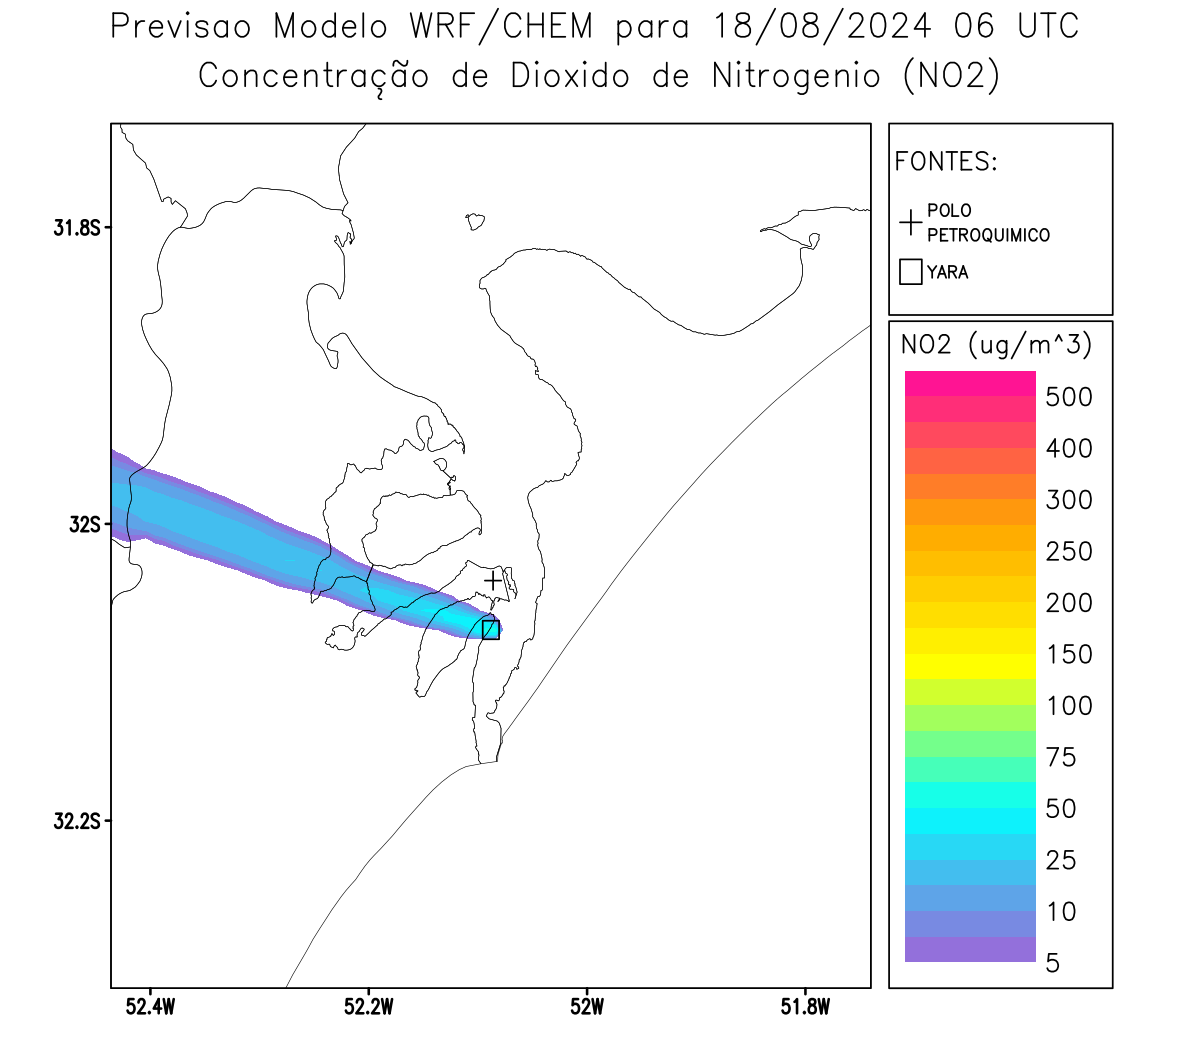 Previsao Modelo WRF/CHEM para 18/08/2024 06 UTC
Concentração de Dioxido de Nitrogenio (NO2)
FONTES:
POLO
PETROQUIMICO
YARA
31.8S
32S
32.2S
52.4W
52.2W
52W
51.8W
NO2 (ug/m^3)
500
400
300
250
200
150
100
75
50
25
10
5